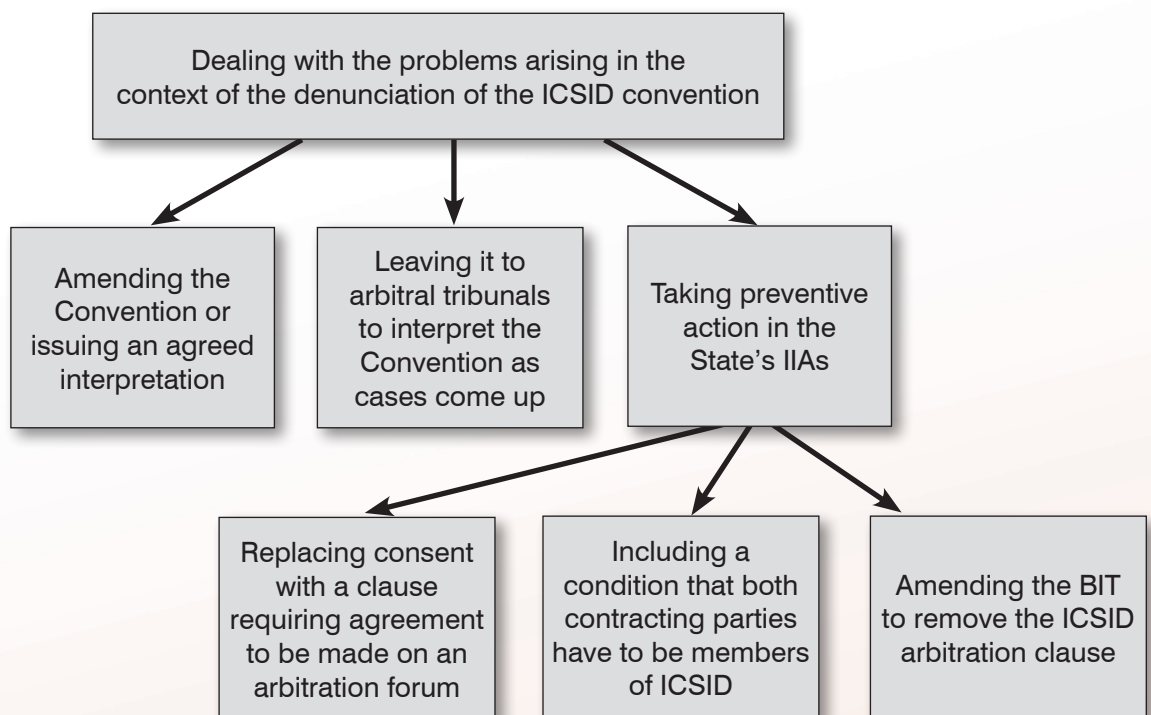 Dealing with the problems arising in the
context of the denunciation of the ICSID convention
Amending the
Convention or
issuing an agreed
interpretation
Leaving it to
arbitral tribunals
to interpret the
Convention as
cases come up
Taking preventive
action in the
State’s IIAs
Replacing consent
with a clause
requiring agreement
to be made on an
arbitration forum
Including a
condition that both
contracting parties
have to be members
of ICSID
Amending the BIT
to remove the ICSID
arbitration clause